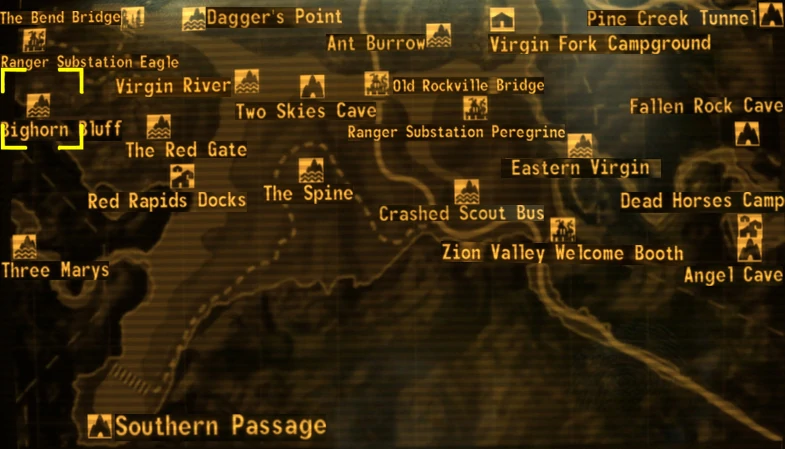 The Bend Bridge
Dagger's Point
Pine Creek Tunnel
Ant Burrow
Virgin Fork Campground
Ranger Substation Eagle
Virgin River
Old Rockville Bridge
Two Skies Cave
Fallen Rock Cave
Bighorn Bluff
Ranger Substation Peregrine
The Red Gate
Eastern Virgin
The Spine
Red Rapids Docks
Dead Horses Camp
Crashed Scout Bus
Zion Valley Welcome Booth
Three Marys
Angel Cave
Southern Passage